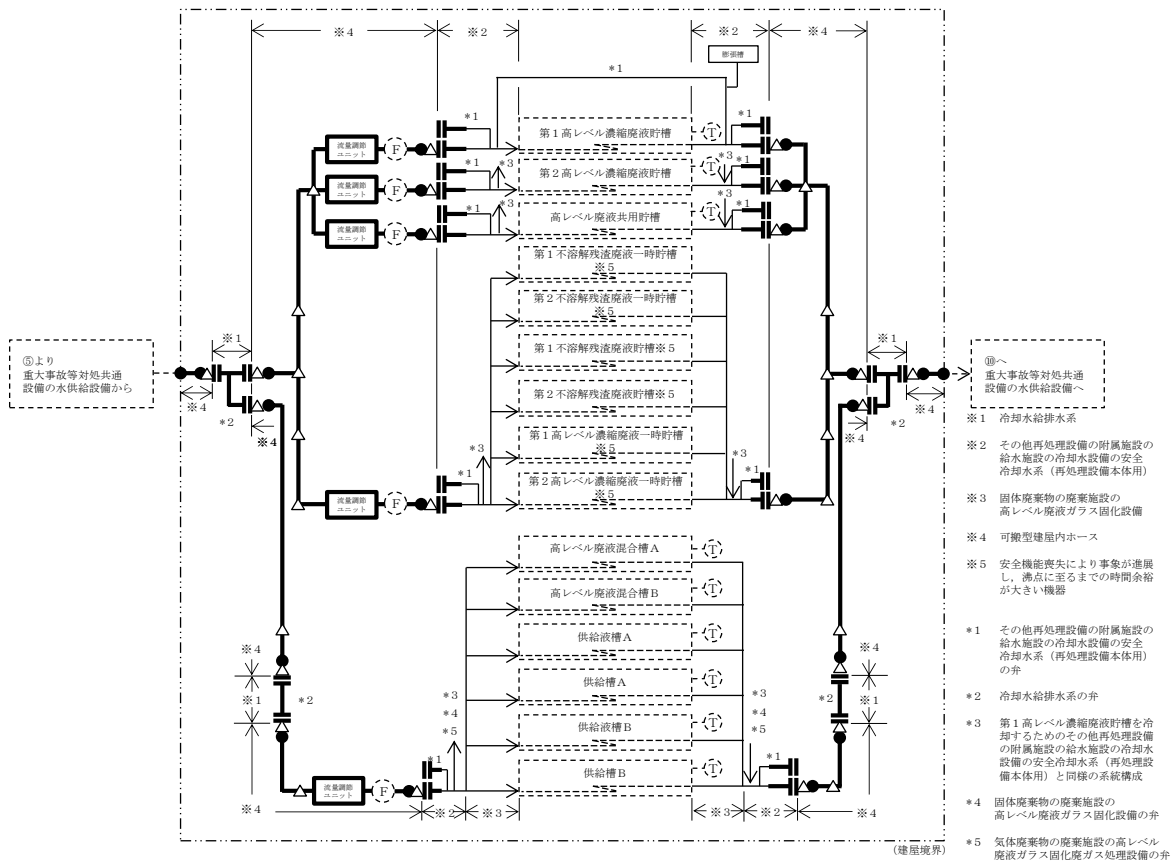 ※4
※2
※2
※4
膨張槽
*1
*1
第1高レベル濃縮廃液貯槽
T
*1
流量調節
ユニット
F
*3
*1
第2高レベル濃縮廃液貯槽
T
*3
*1
流量調節
ユニット
F
*3
*1
高レベル廃液共用貯槽
T
*3
*1
流量調節
ユニット
F
第1不溶解残渣廃液一時貯槽
※5
第2不溶解残渣廃液一時貯槽
※5
第1不溶解残渣廃液貯槽※5
第2不溶解残渣廃液貯槽※5
第1高レベル濃縮廃液一時貯槽
※5
*3
*3
*1
第2高レベル濃縮廃液一時貯槽
※5
*1
流量調節
ユニット
F
⑤より
重大事故等対処共通
設備の水供給設備から
※1
※4
*2
※4
※1
※4
*2
※4
⑩へ
重大事故等対処共通
設備の水供給設備へ
高レベル廃液混合槽A
T
高レベル廃液混合槽B
T
供給液槽A
T
供給槽A
T
供給液槽B
T
供給槽B
T
※4
※1
*2
※4
*3
*4
*5
*1
流量調節
ユニット
F
※2
※3
*3
*4
*5
*1
※3
※2
※4
※4
※1
*2
(建屋境界)
※1 冷却水給排水系
※2 その他再処理設備の附属施設の
給水施設の冷却水設備の安全
冷却水系(再処理設備本体用)
※3 固体廃棄物の廃棄施設の
高レベル廃液ガラス固化設備
※4 可搬型建屋内ホース
※5 安全機能喪失により事象が進展
し,沸点に至るまでの時間余裕
が大きい機器
*1 その他再処理設備の附属施設の
給水施設の冷却水設備の安全
冷却水系(再処理設備本体用)
の弁
*2 冷却水給排水系の弁
*3 第1高レベル濃縮廃液貯槽を冷
却するためのその他再処理設備
の附属施設の給水施設の冷却水
設備の安全冷却水系(再処理設
備本体用)と同様の系統構成
*4 固体廃棄物の廃棄施設の
高レベル廃液ガラス固化設備の弁
*5 気体廃棄物の廃棄施設の高レベル
廃液ガラス固化廃ガス処理設備の弁